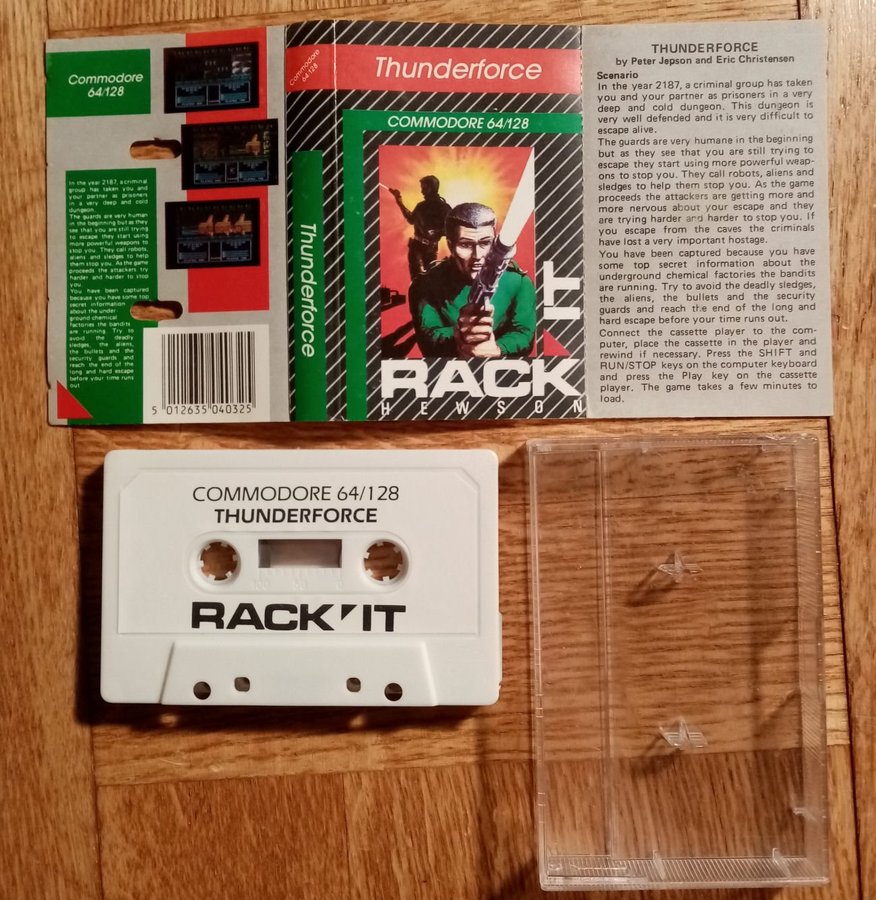 Commodore
64/128
In the year 2187, a criminal
group has taken you and
your partner as prisoners
in a very deep and cold
dungeon.
The guards are very human
in the beginning but as they
see that you are still trying
to escape they start using
more powerful weapons
to stop you. They call robots,
aliens and sledges to help
them stop you. As the game
proceeds the attackers try
harder and harder to stop
you.
You have been captured
because you have some top
secret information
about the under
ground chemical
factories the bandits
are running. Try to
avoid the deadly
sledges, the aliens,
the bullets and the
security guards and
reach the end of the
long and hard escape
before your time runs
out
5 012635 040325
Commodore
64/128
Thunderforce
Thunderforce
COMMODORE 64/128
RACK
IT
HEWSON
THUNDERFORCE
by Peter Jepson and Eric Christensen
Scenario
In the year 2187, a criminal group has taken
you and your partner as prisoners in a very
deep and cold dungeon. This dungeon is
very well defended and it is very difficult to
escape alive.
The guards are very humane in the beginning
but as they see that you are still trying to
escape they start using more powerful weap-
ons to stop you. They call robots, aliens and
sledges to help them stop you. As the game
proceeds the attackers are getting more and
more nervous about your escape and they
are trying harder and harder to stop you. If
you escape from the caves the criminals
have lost a very important hostage.
You have been captured because you have
some top secret information about the
underground chemical factories the bandits
are running. Try to avoid the deadly sledges,
the aliens, the bullets and the security
guards and reach the end of the long and
hard escape before your time runs out.
Connect the cassette player to the com-
puter, place the cassette in the player and
rewind if necessary. Press the SHIFT and
RUN/STOP keys on the computer keyboard
and press the Play key on the cassette
player. The game takes a few minutes to
load.
COMMODORE 64/128
THUNDERFORCE
100 50 0
RACK'IT